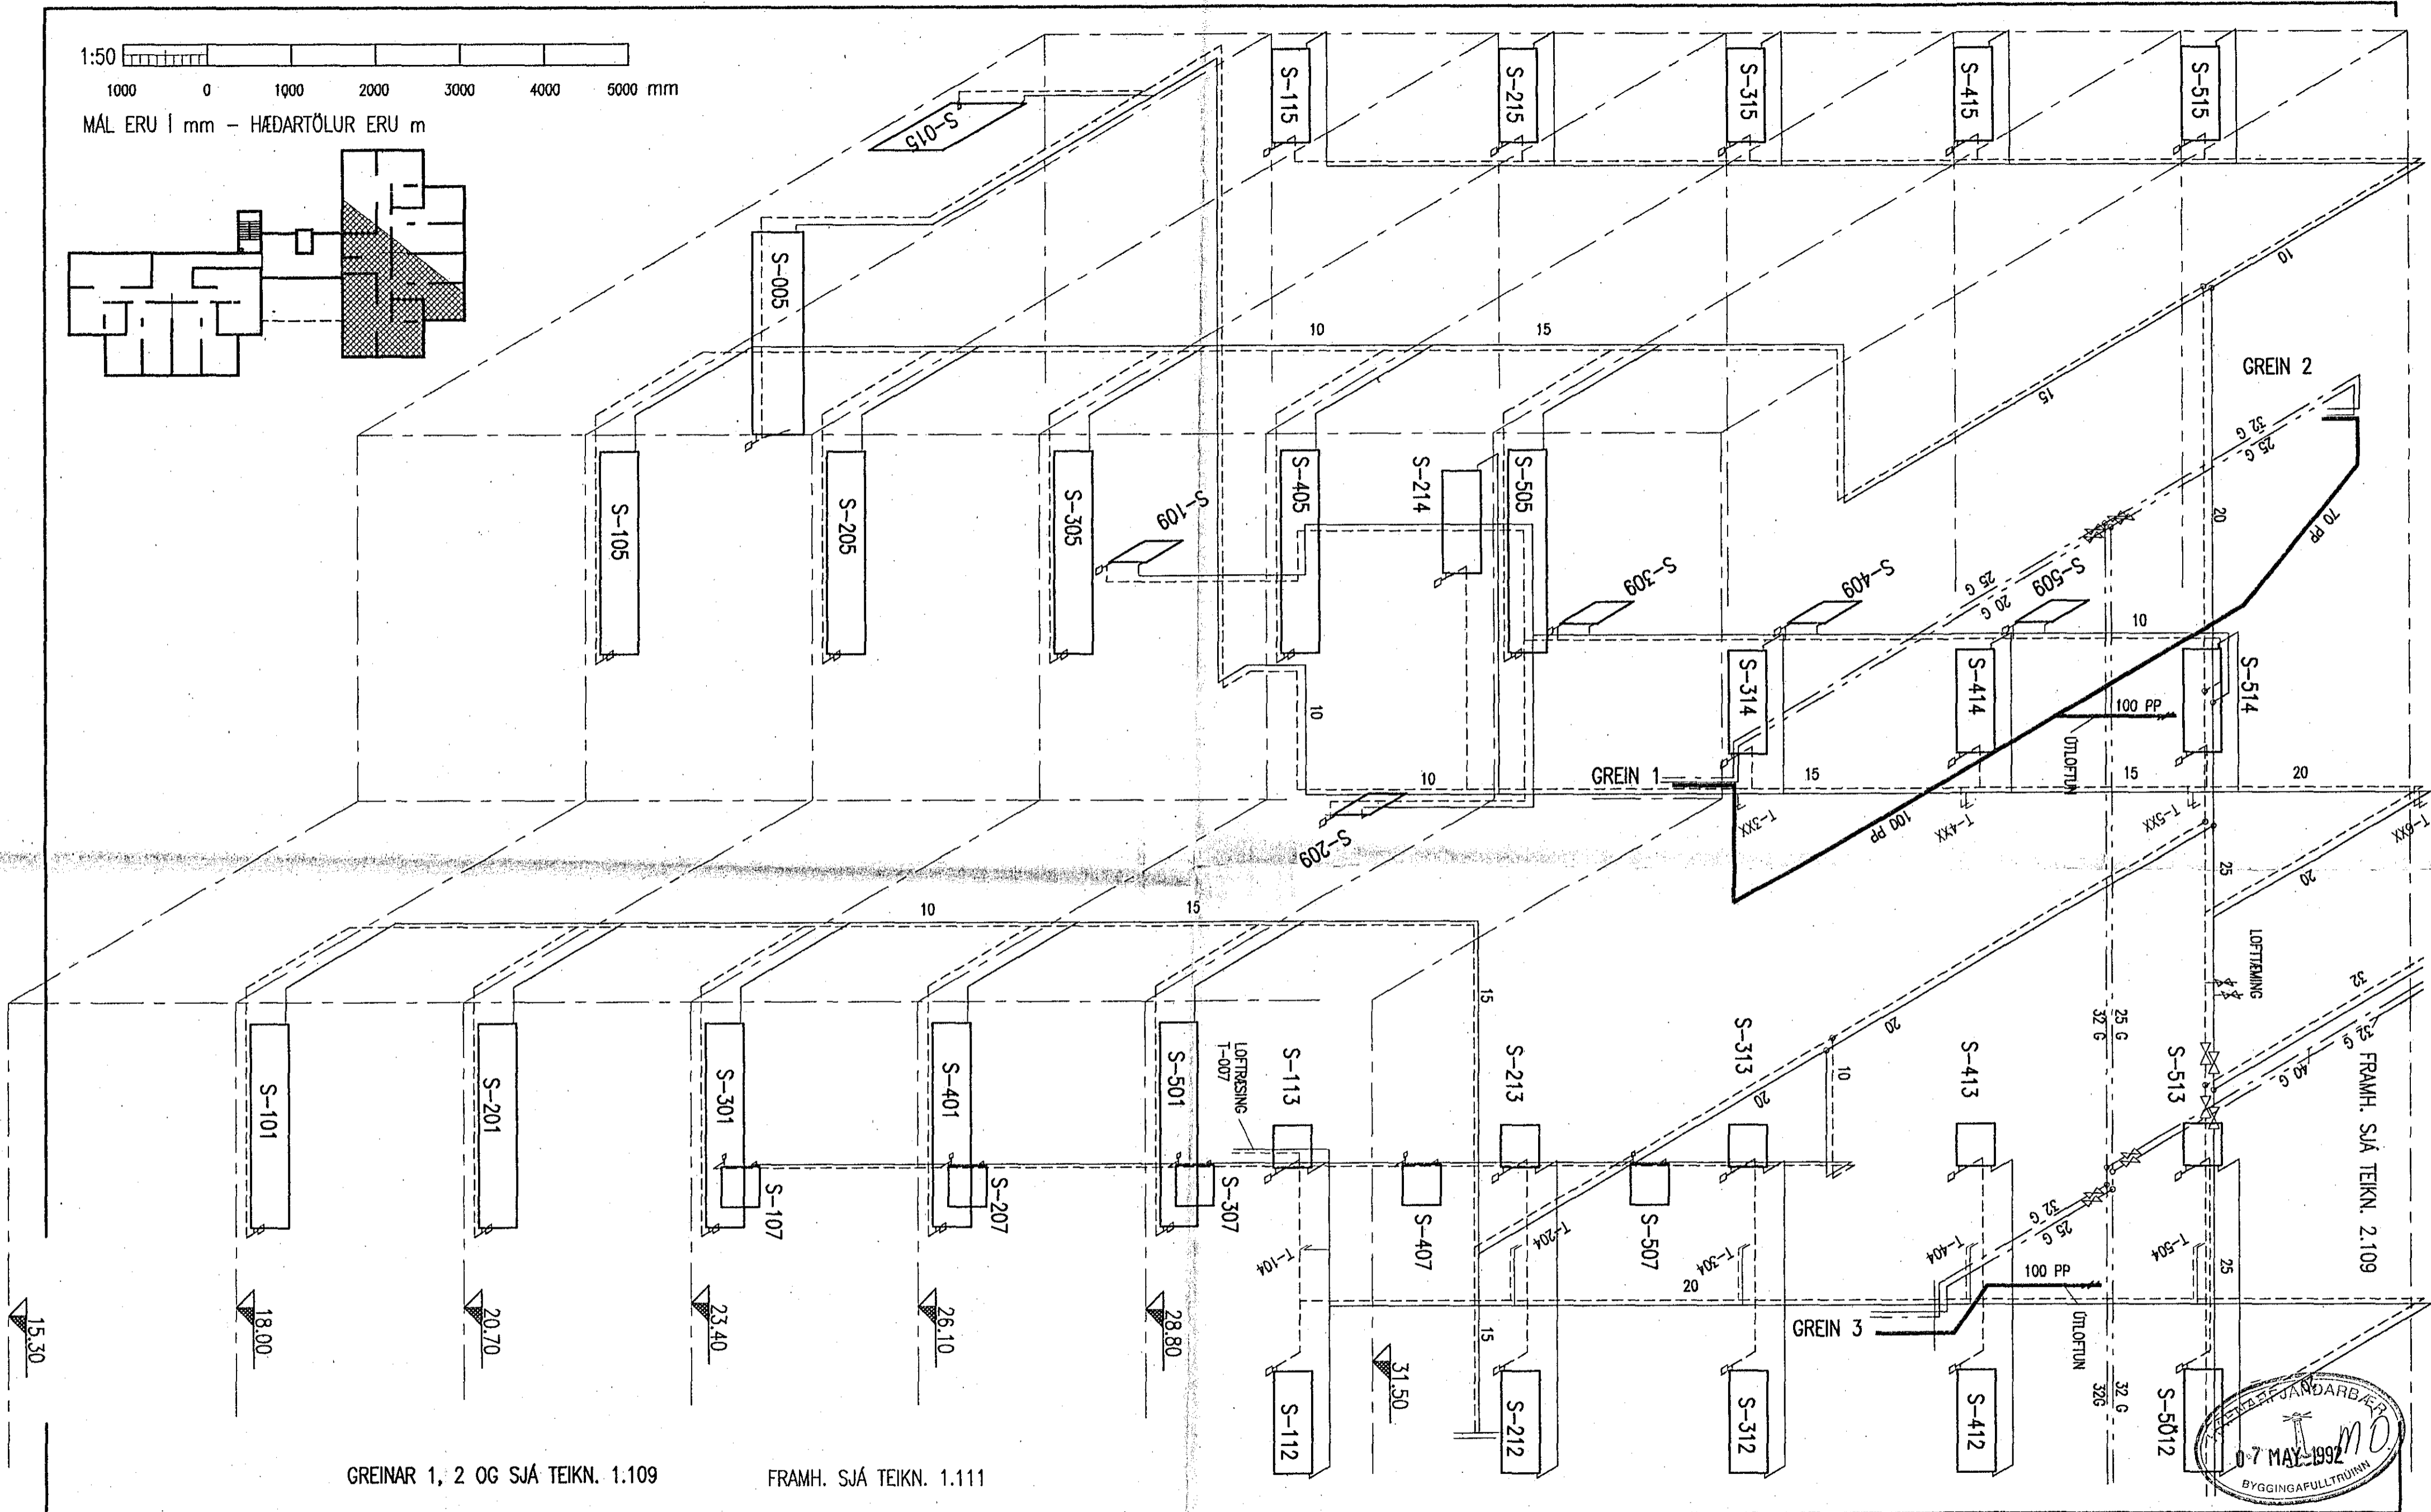 1:50
1000 0 1000 2000 3000 4000 5000 mm
MÁL ERU Í mm – HÆÐARTÖLUR ERU m
S-115
S-215
S-315
S-415
S-515
S-015
S-005
10
10
15
15
GREIN 2
32 G
25 G
20
70 PP
S-105
S-205
S-305
S-109
S-405
S-214
S-505
S-309
S-409
S-509
25 G
20 G
10
S-314
S-414
S-514
100 PP
ÚTLOFTUN
10
10
GREIN 1
15
15
20
T-3XX
T-4XX
T-5XX
T-6XX
100 PP
S-209
25
20
10
15
LOFTTÆMING
15
20
25 G
32 G
32
32 G
40 G
FRAMH. SJÁ TEIKN. 2.109
S-101
S-201
S-301
S-401
S-501
LOFTRÆSING
T-007
S-113
S-213
S-313
S-413
S-513
10
20
S-107
S-207
S-307
S-407
S-507
T-104
T-204
T-304
T-404
T-504
32 G
25 G
25
100 PP
20
ÚTLOFTUN
GREIN 3
15
15.30
18.00
20.70
23.40
26.10
28.80
31.50
S-112
S-212
S-312
S-412
S-5012
32 G
32G
20
HAFNARFJARÐARBÆR
07 MAY 1992
MÓ
BYGGINGAFULLTRÚINN
GREINAR 1, 2 OG SJÁ TEIKN. 1.109
FRAMH. SJÁ TEIKN. 1.111